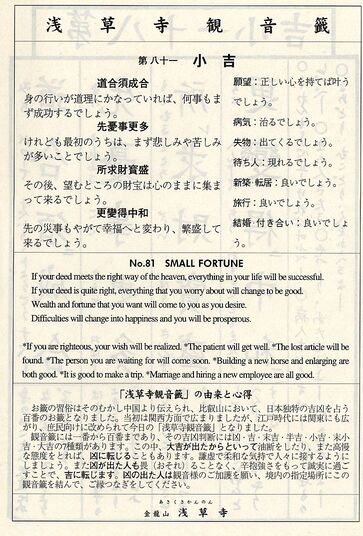 浅草寺観音籤
第八十一 小吉
道合須成合
身の行いが道理にかなっていれば、何事もま
ず成功するでしょう。
先憂事更多
けれども最初のうちは、まず悲しみや苦しみ
が多いことでしょう。
所求財寶盛
その後、望むところの財宝は心のままに集ま
って来るでしょう。
更變得中和
先の災事もやがて幸福へと変わり、繁盛して
来るでしょう。
願望：正しい心を持てば叶う
でしょう。
病気：治るでしょう。
失物：出てくるでしょう。
待ち人：現れるでしょう。
新築・転居：良いでしょう。
旅行：良いでしょう。
結婚・付き合い：良いでしょ
う。
No.81 SMALL FORTUNE
If your deed meets the right way of the heaven, everything in your life will be successful.
If your deed is quite right, everything that you worry about will change to be good.
Wealth and fortune that you want will come to you as you desire.
Difficulties will change into happiness and you will be prosperous.
*If you are righteous, your wish will be realized. *The patient will get well. *The lost article will be
found. *The person you are waiting for will come soon. *Building a new horse and enlarging are
both good. *It is good to make a trip. *Marriage and hiring a new employee are all good.
「浅草寺観音籤」の由来と心得
お籤の習俗はそのむかし中国より伝えられ、比叡山において、日本独特の吉凶を占う
百番のお籤となりました。当初は関西方面で広まりましたが、江戸時代には関東にも広
がり、庶民向けに改められて今日の「浅草寺観音籤」となりました。
観音籤には一番から百番まであり、その吉凶判断には凶・吉・末吉・半吉・小吉・末小
吉・大吉の7種類があります。この中、大吉が出たからといって油断をしたり、また高慢
な態度をとれば、凶に転じることもあります。謙虚で柔和な気持で人々に接するように
しましょう。また凶が出た人も畏（おそ）れることなく、辛抱強さをもって誠実に過ご
すことで、吉に転じます。凶の出た人は観音様のご加護を願い、境内の指定場所にこの
観音籤を結んで、ご縁つなぎをしてください。
あさくさかんのん
金龍山 浅草寺